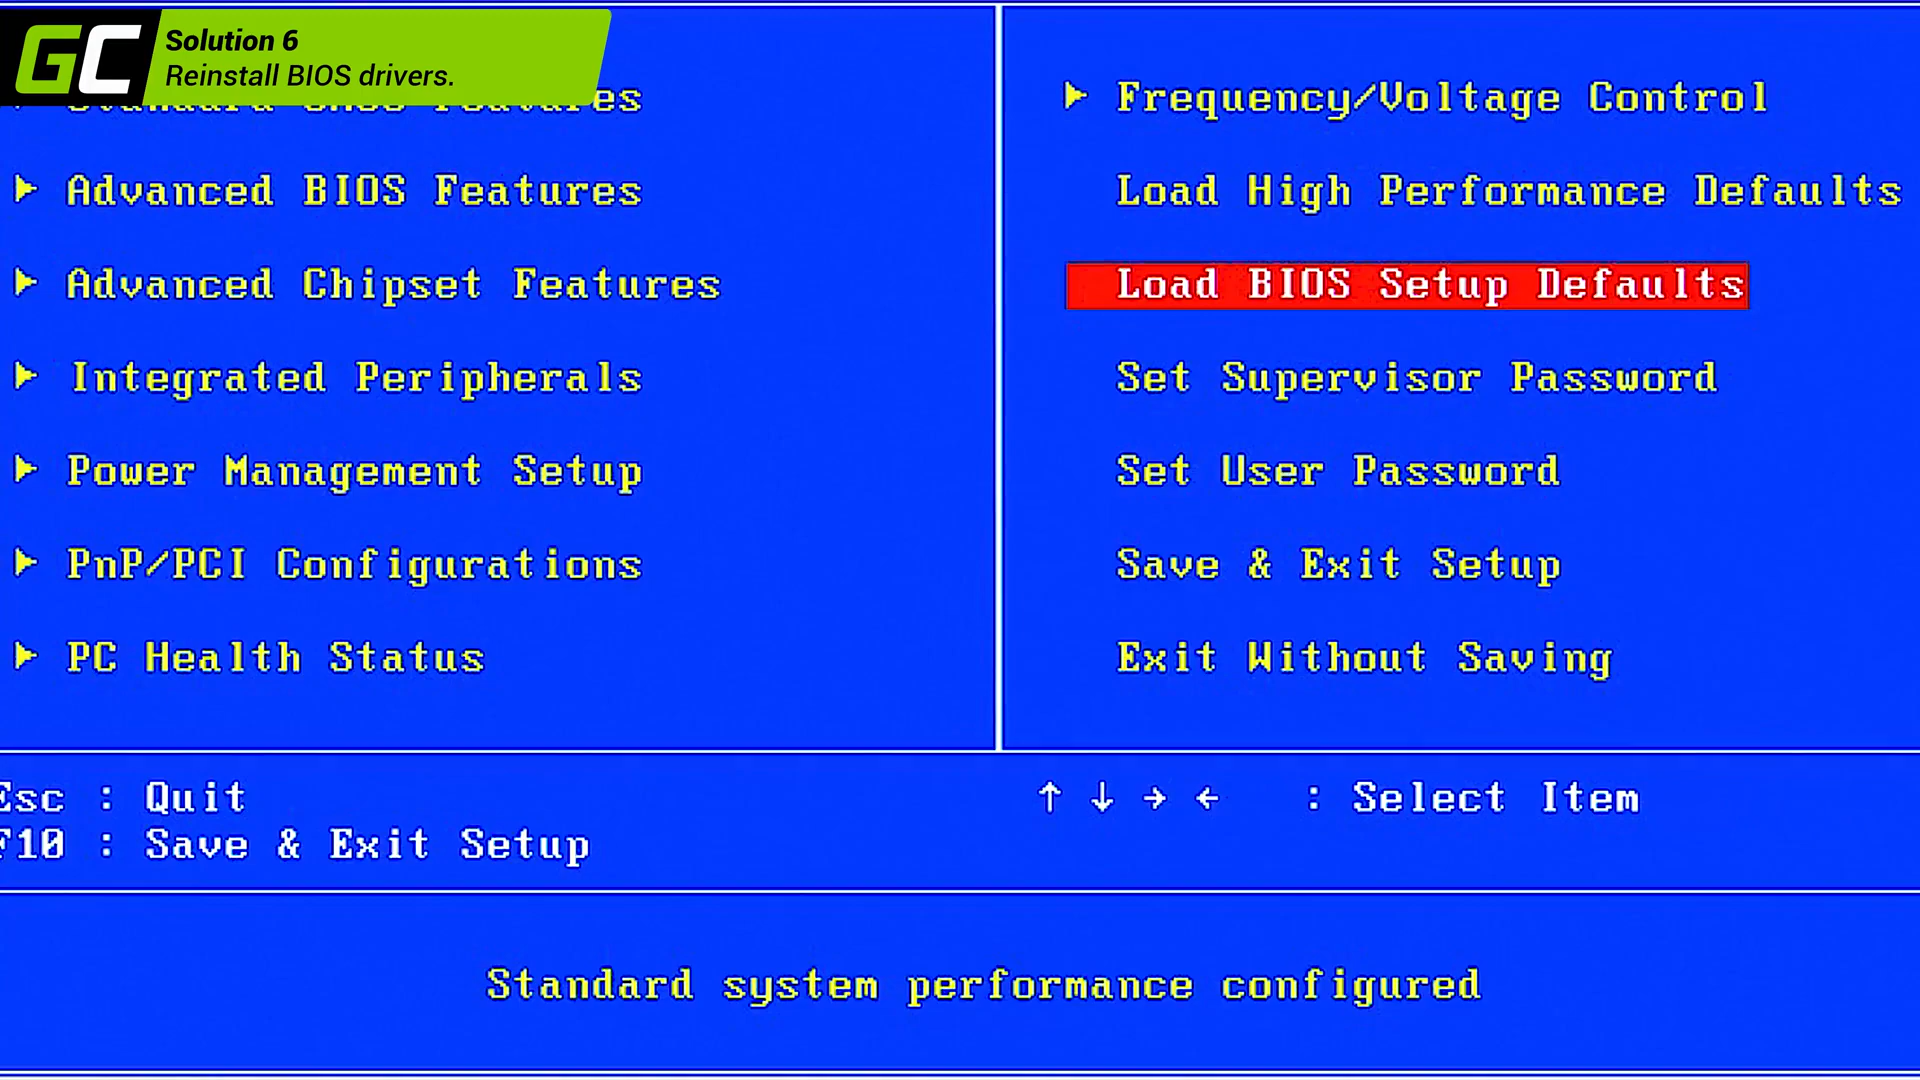 GC
Solution 6
Reinstall BIOS drivers.
Advanced BIOS Features
Advanced Chipset Features
Integrated Peripherals
Power Management Setup
PnP/PCI Configurations
PC Health Status
Frequency/Voltage Control
Load High Performance Defaults
Load BIOS Setup Defaults
Set Supervisor Password
Set User Password
Save & Exit Setup
Exit Without Saving
Esc : Quit
F10 : Save & Exit Setup
↑ ↓ → ← : Select Item
Standard system performance configured